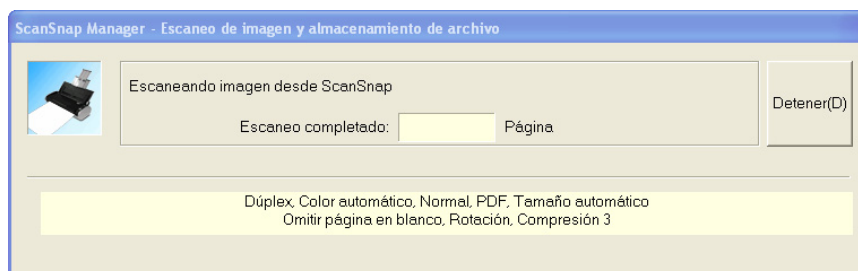 ScanSnap Manager - Escaneo de imagen y almacenamiento de archivo
Escaneando imagen desde ScanSnap
Detener(D)
Escaneo completado: Página
Dúplex, Color automático, Normal, PDF, Tamaño automático
Omitir página en blanco, Rotación, Compresión 3